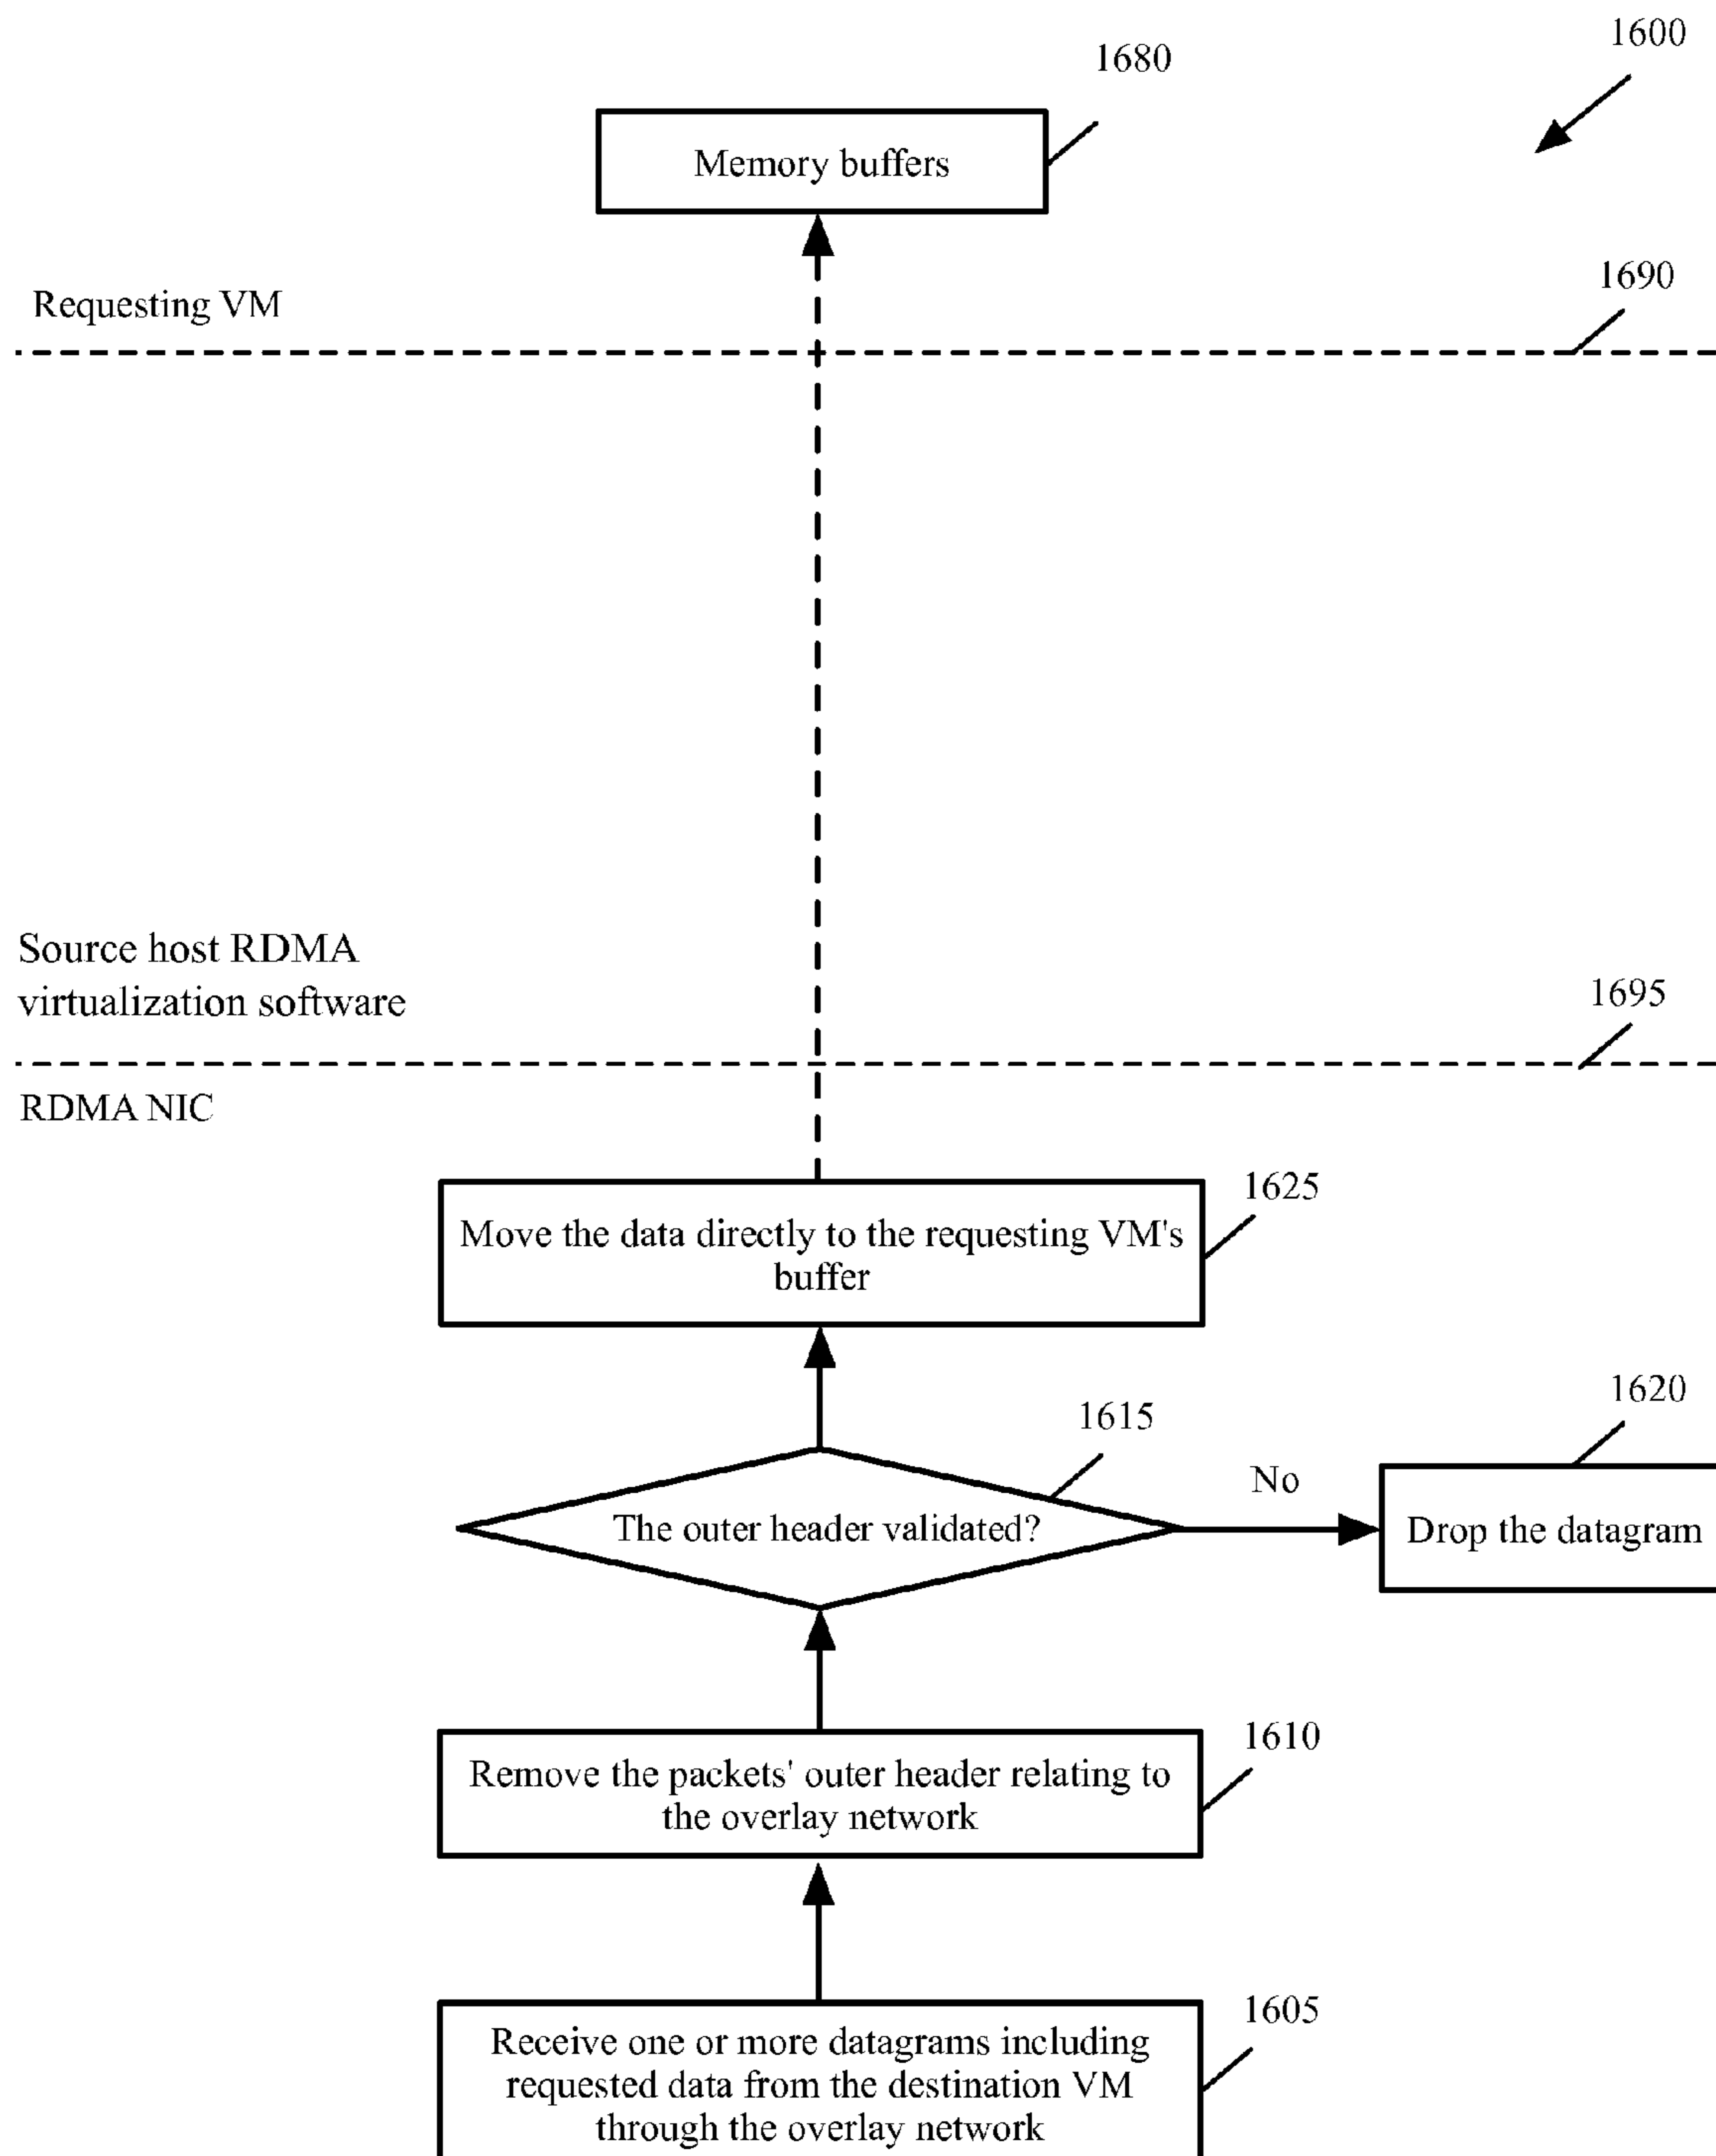 1600
1680
Memory buffers
1690
Requesting VM
Source host RDMA
virtualization software
1695
RDMA NIC
1625
Move the data directly to the requesting VM's
buffer
1620
1615
No
The outer header validated?
Drop the datagram
1610
Remove the packets' outer header relating to
the overlay network
1605
Receive one or more datagrams including
requested data from the destination VM
through the overlay network